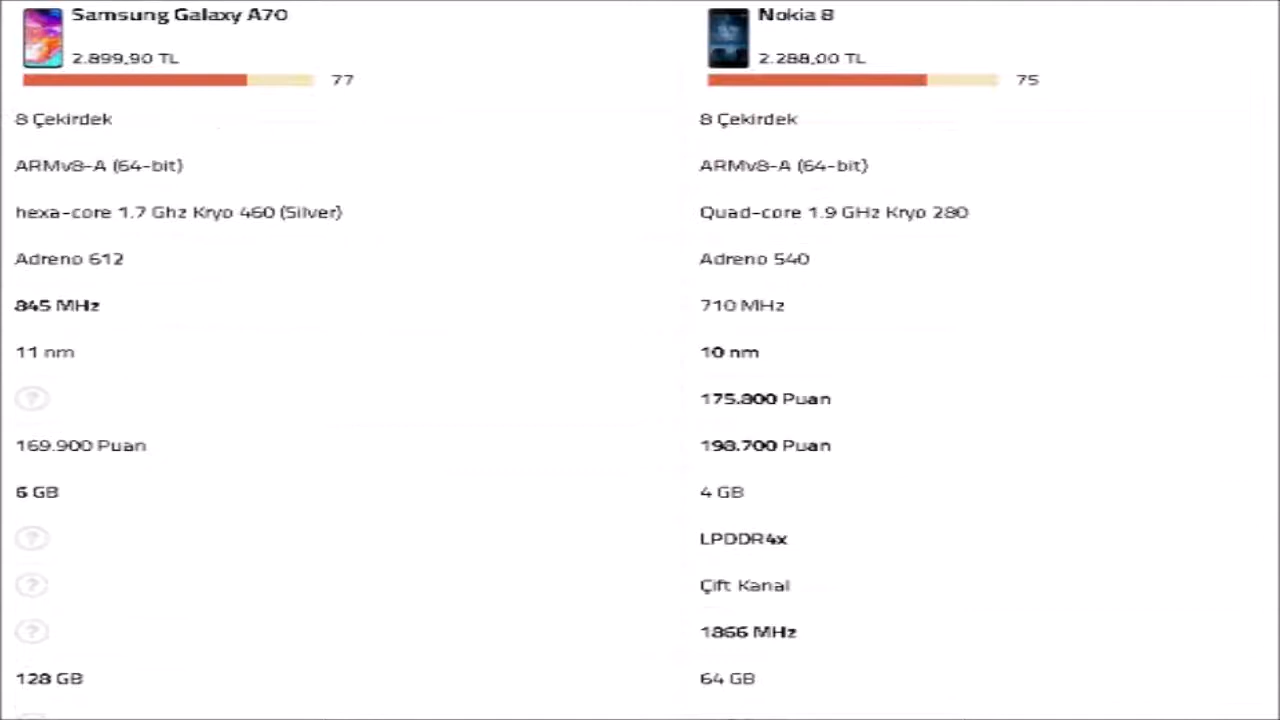 Samsung Galaxy A70
2.899,90 TL
77
8 Çekirdek
ARMv8-A (64-bit)
hexa-core 1.7 Ghz Kryo 460 (Silver)
Adreno 612
845 MHz
11 nm
?
169.900 Puan
6 GB
?
?
?
128 GB
Nokia 8
2.288,00 TL
75
8 Çekirdek
ARMv8-A (64-bit)
Quad-core 1.9 GHz Kryo 280
Adreno 540
710 MHz
10 nm
175.800 Puan
198.700 Puan
4 GB
LPDDR4x
Çift Kanal
1866 MHz
64 GB